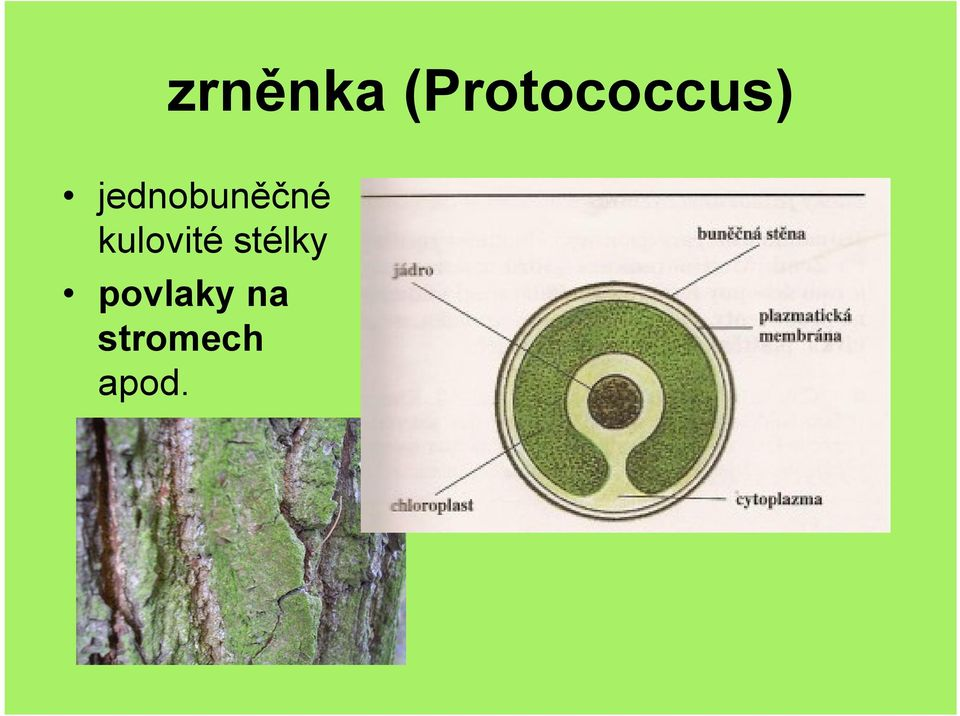 zrněnka (Protococcus)
• jednobuněčné
kulovité stélky
• povlaky na
stromech
apod.
buněčná stěna
jádro
plazmatická
membrána
chloroplast
cytoplazma